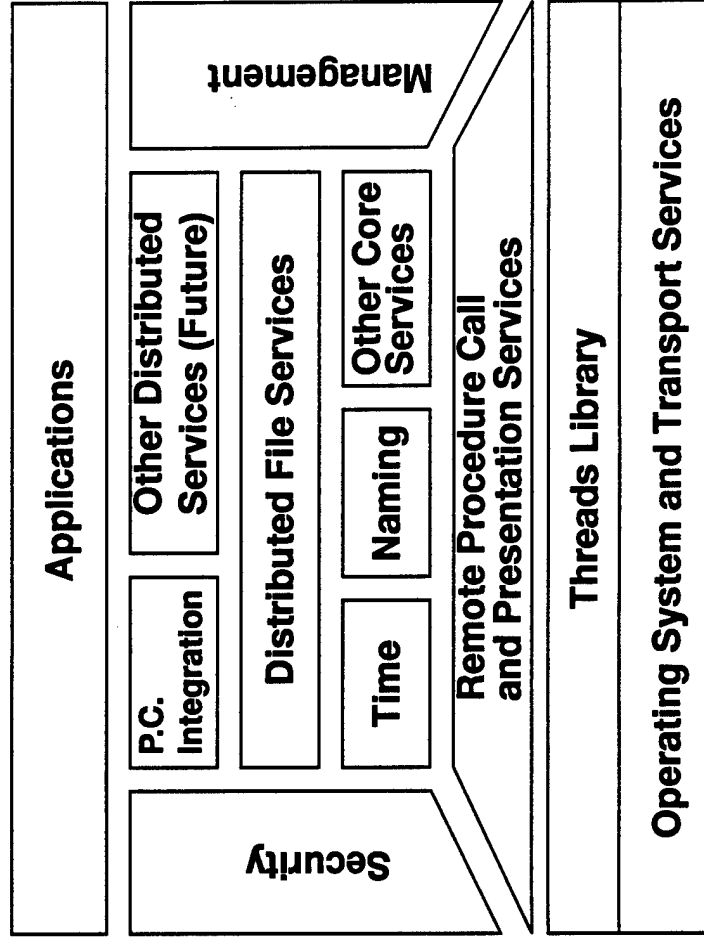 Applications
Security
P.C.
Integration
Other Distributed
Services (Future)
Distributed File Services
Time
Naming
Other Core
Services
Management
Remote Procedure Call
and Presentation Services
Threads Library
Operating System and Transport Services